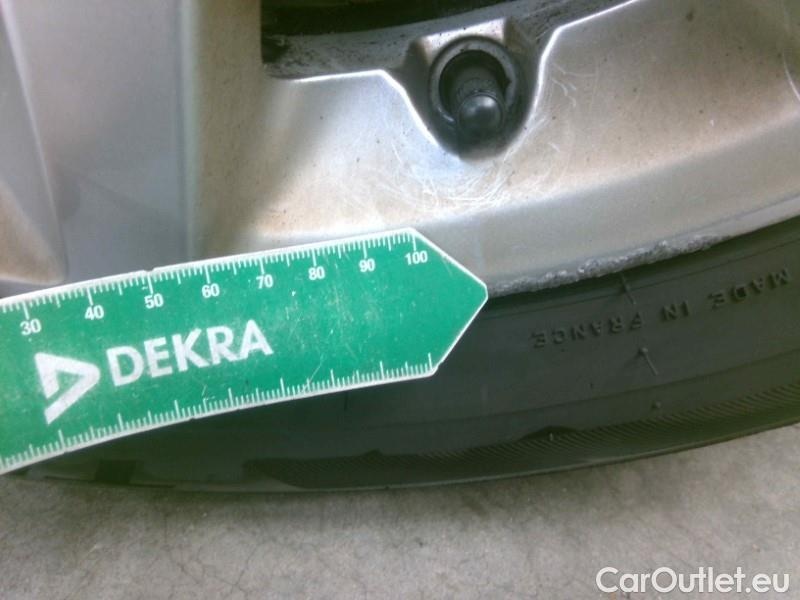 30 40 50 60 70 80 90 100
DEKRA
MADE IN FRANCE
CarOutlet.eu